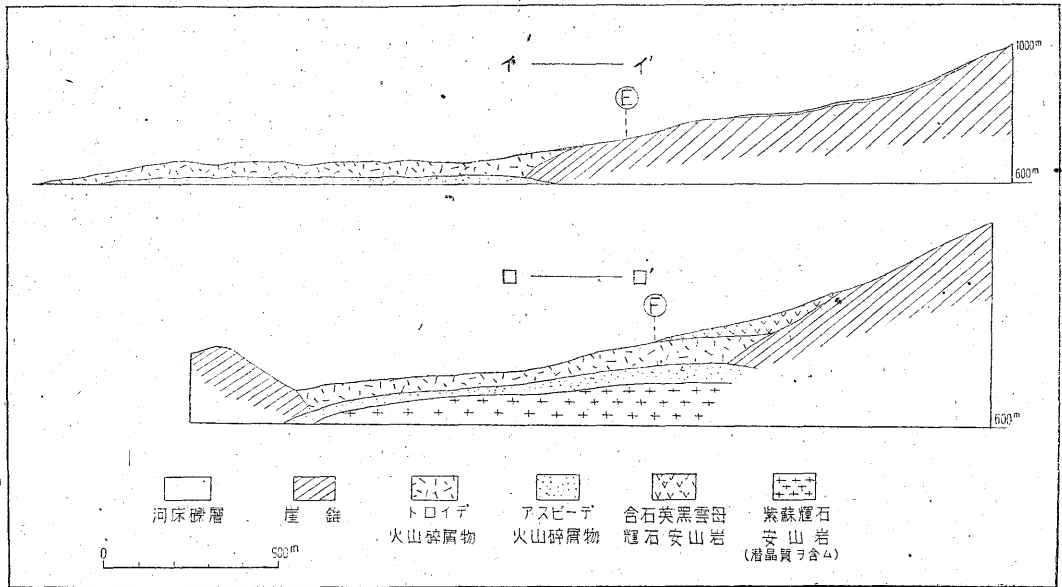 イ — イ'
E
1000m
600m
ロ — ロ'
F
600m
河床礫層
崖錐
トロイデ
火山碎屑物
アスピーデ
火山碎屑物
含石英黒雲母
輝石安山岩
紫蘇輝石
安山岩
(潜晶質ヲ含ム)
0 500m